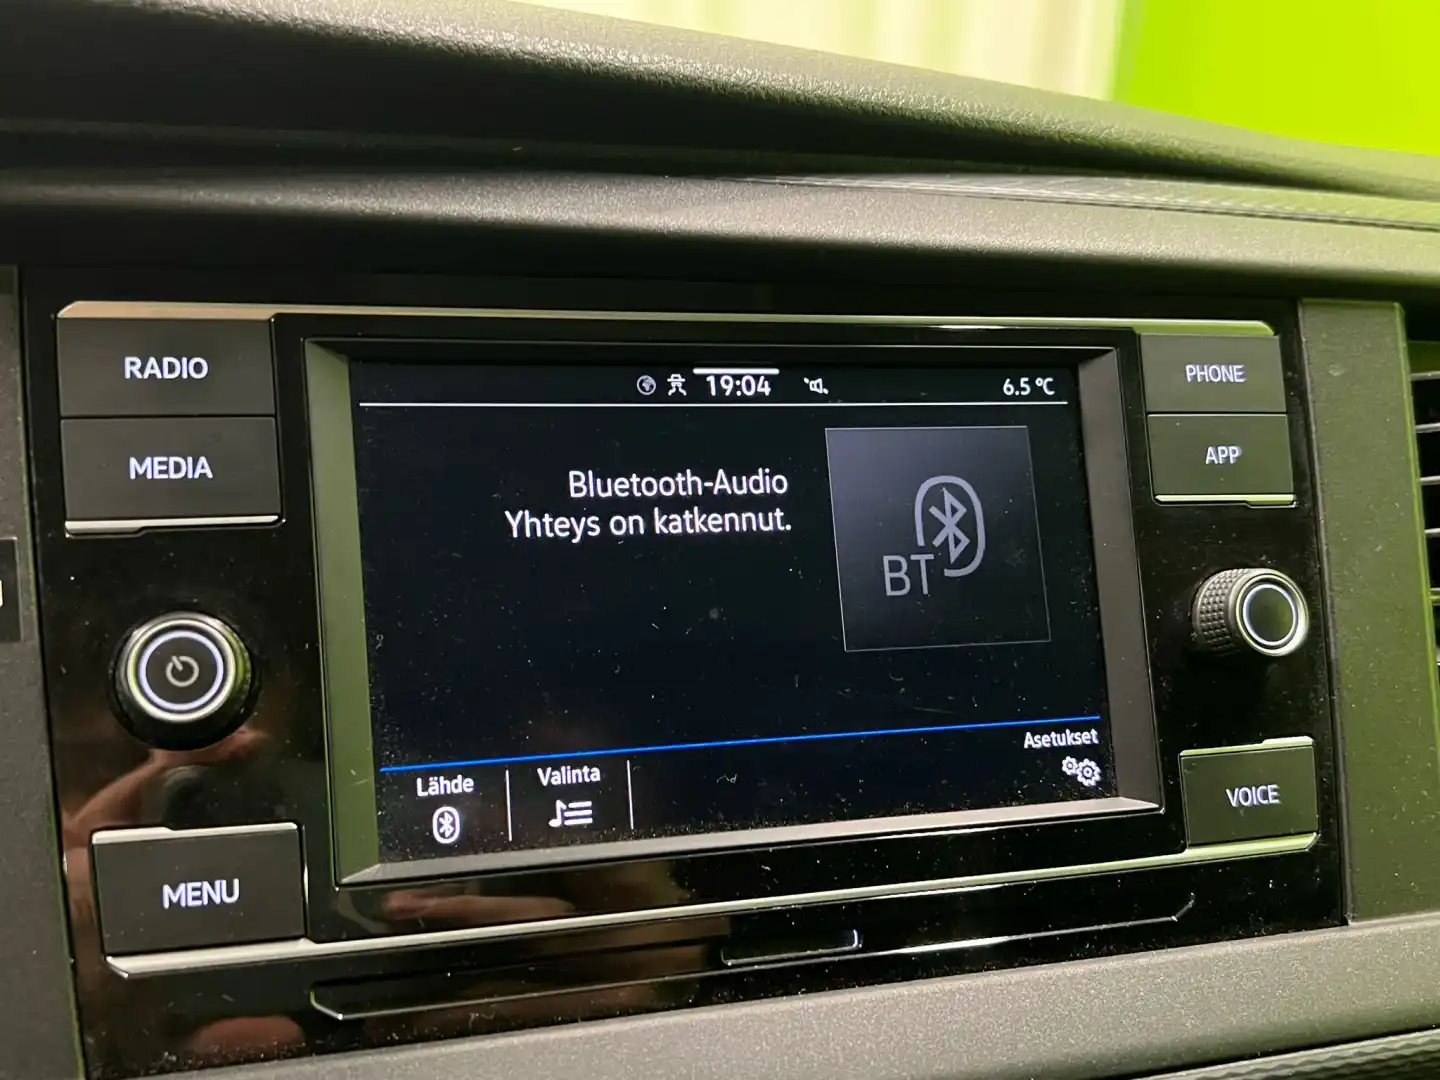 RADIO
MEDIA
MENU
19:04
6.5 °C
Bluetooth-Audio
Yhteys on katkennut.
BT
Lähde
Valinta
Asetukset
PHONE
APP
VOICE